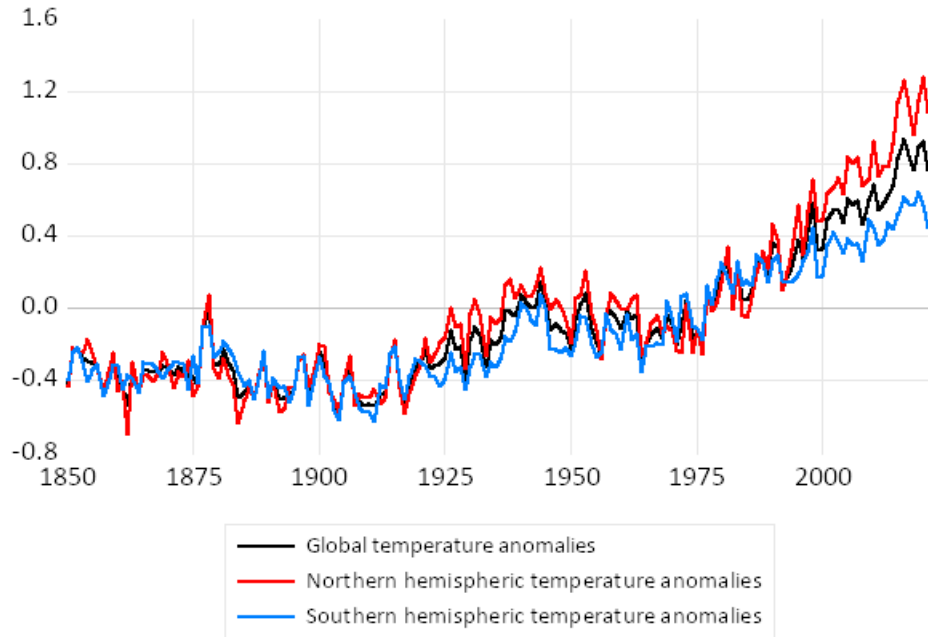 1.6
1.2
0.8
0.4
0.0
-0.4
-0.8
1850 1875 1900 1925 1950 1975 2000
Global temperature anomalies
Northern hemispheric temperature anomalies
Southern hemispheric temperature anomalies